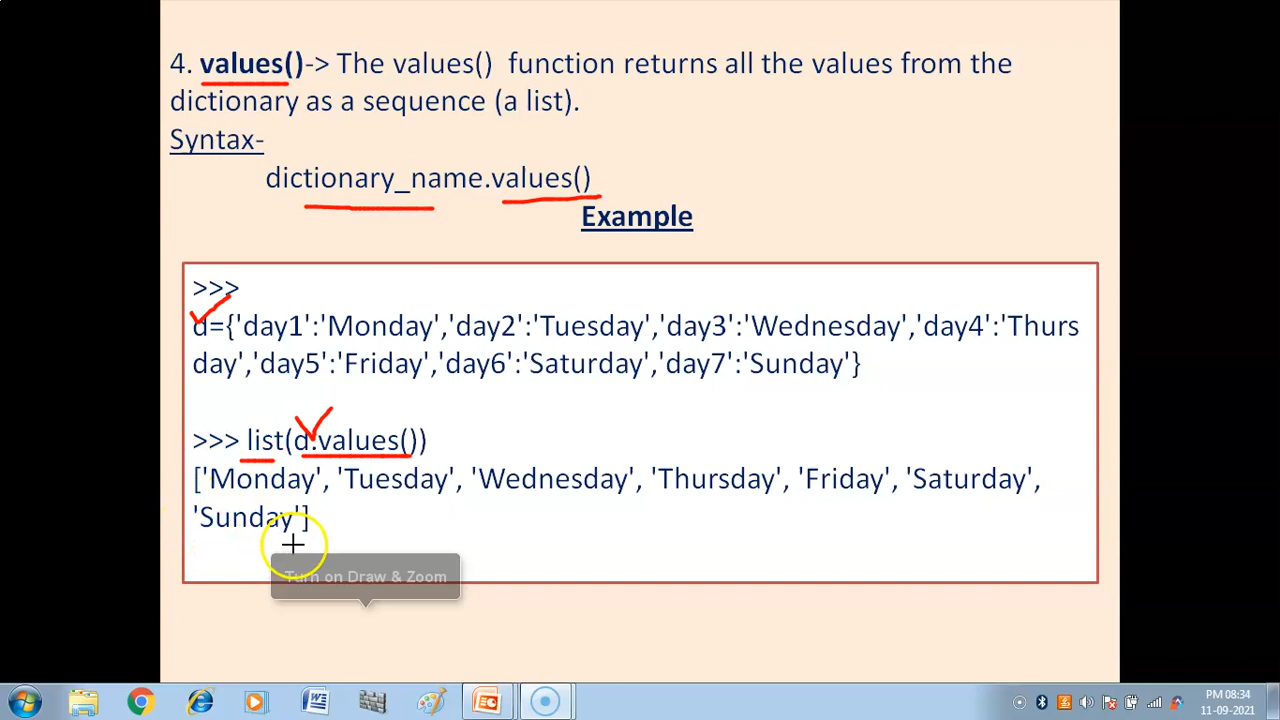 4. values()-> The values() function returns all the values from the
dictionary as a sequence (a list).
Syntax-
dictionary_name.values()
Example
>>>
d={'day1':'Monday','day2':'Tuesday','day3':'Wednesday','day4':'Thurs
day','day5':'Friday','day6':'Saturday','day7':'Sunday'}
>>> list(d.values())
['Monday', 'Tuesday', 'Wednesday', 'Thursday', 'Friday', 'Saturday',
'Sunday']
Turn on Draw & Zoom
PM 08:34
11-09-2021